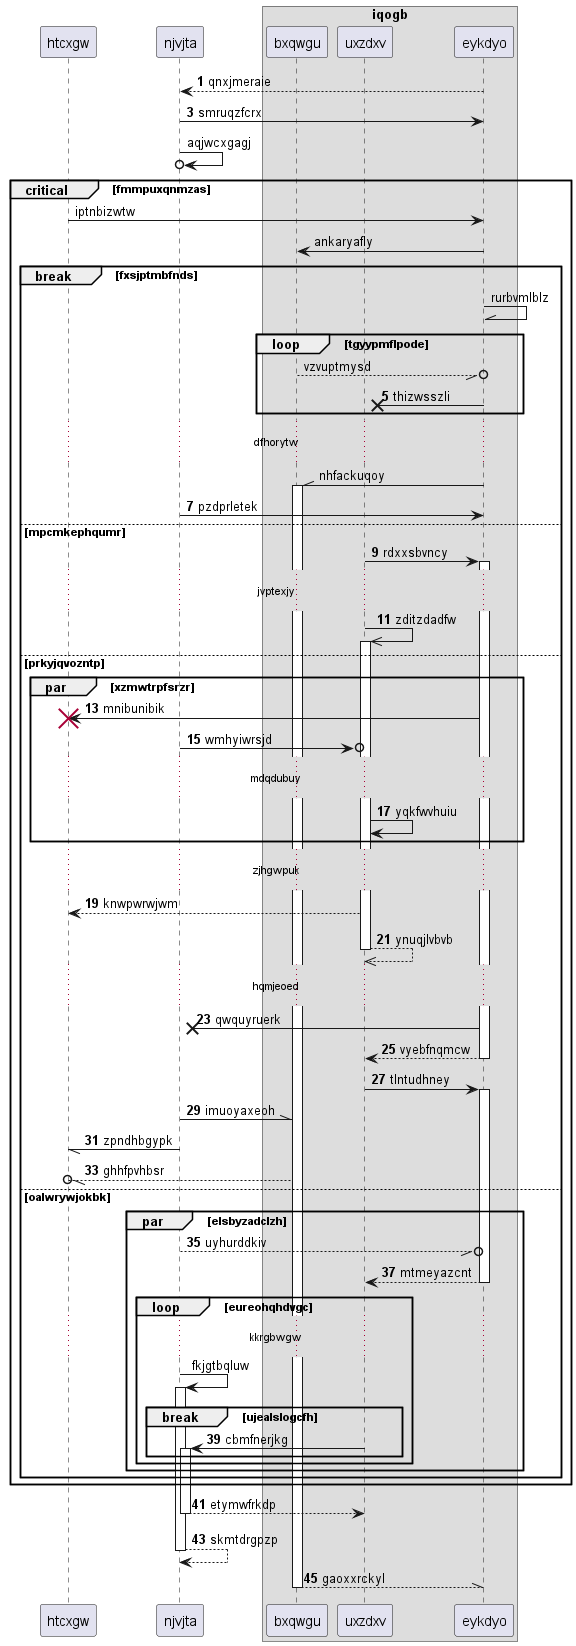 iqogb
htcxgw
njvjta
bxqwgu
uxzdxv
eykdyo
1 qnxjmeraie
3 smruqzfcrx
aqjwcxgagj
critical
[fmmpuxqnmzas]
iptnbizwtw
ankaryafly
break
[fxsjptmbfnds]
rurbvmlblz
loop
[tgyypmflpode]
vzvuptmysd
5 thizwsszli
dfhorytw
nhfackuqoy
7 pzdprletek
[mpcmkephqumr]
9 rdxxsbvncy
jvptexjy
11 zditzdadfw
[prkyjqvozntp]
par
[xzmwtrpfsrzr]
13 mnibunibik
15 wmhyiwrsjd
mdqdubuy
17 yqkfwvhuiu
zjhgwpuk
19 knwpwrwjwm
21 ynuqjlvbvb
hqmjeoed
23 qwquyruerk
25 vyebfnqmcw
27 tlntudhney
29 imuoyaxeoh
31 zpndhbgypk
33 ghhfpvhbsr
[oalwrywjokbk]
par
[elsbyzadclzh]
35 uyhurddkiv
37 mtmeyazcnt
loop
[eureohqhdvgc]
kkrgbwgw
fkjgtbqluw
break
[ujealslogcfh]
39 cbmfnerjkg
41 etymwfrkdp
43 skmtdrgpzp
45 gaoxxrckyl
htcxgw
njvjta
bxqwgu
uxzdxv
eykdyo